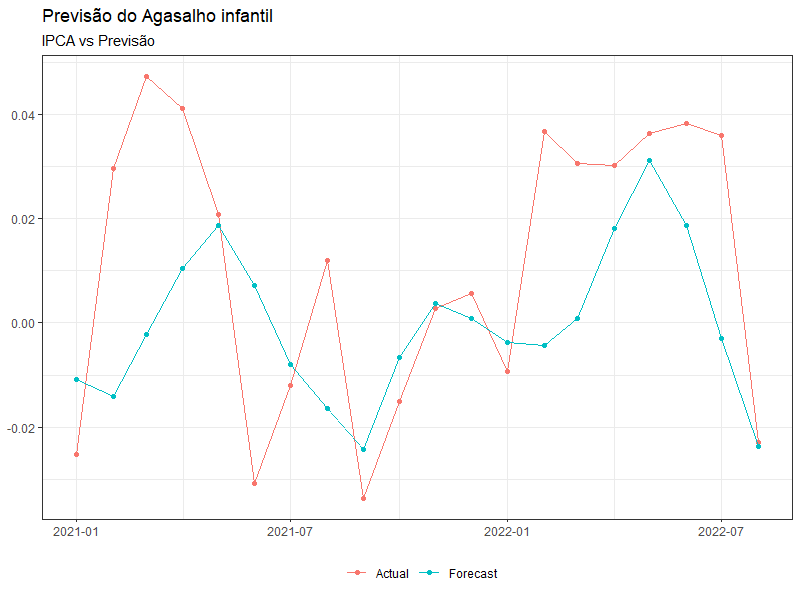 Previsão do Agasalho infantil
IPCA vs Previsão
0.04
0.02
0.00
-0.02
2021-01 2021-07 2022-01 2022-07
Actual Forecast